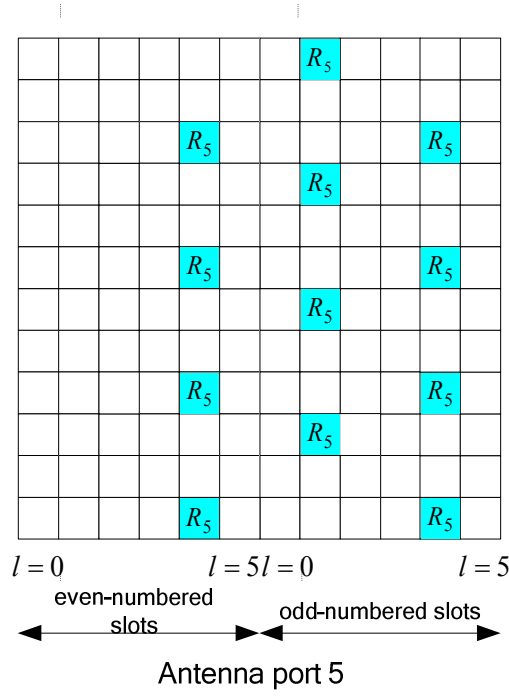 R5
R5 R5
R5
R5 R5
R5
R5 R5
R5
R5 R5
l = 0 l = 5 l = 0 l = 5
even-numbered slots odd-numbered slots
Antenna port 5